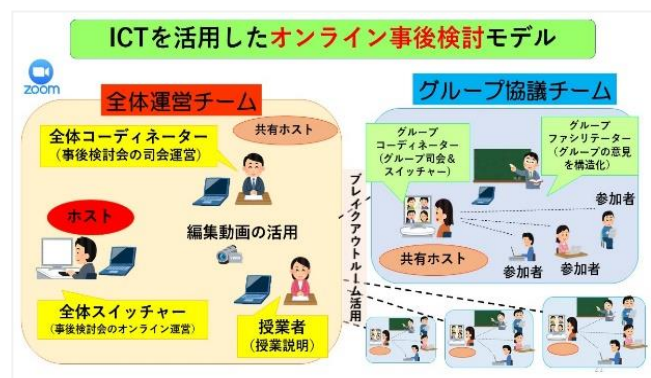 ICTを活用したオンライン事後検討モデル
zoom
全体運営チーム
全体コーディネーター
(事後検討会の司会運営)
共有ホスト
ホスト
編集動画の活用
全体スイッチャー
(事後検討会のオンライン運営)
授業者
(授業説明)
ブレイクアウトルーム活用
グループ協議チーム
グループ
コーディネーター
(グループ司会&
スイッチャー)
グループ
ファシリテーター
(グループの意見
を構造化)
参加者
共有ホスト
参加者
参加者